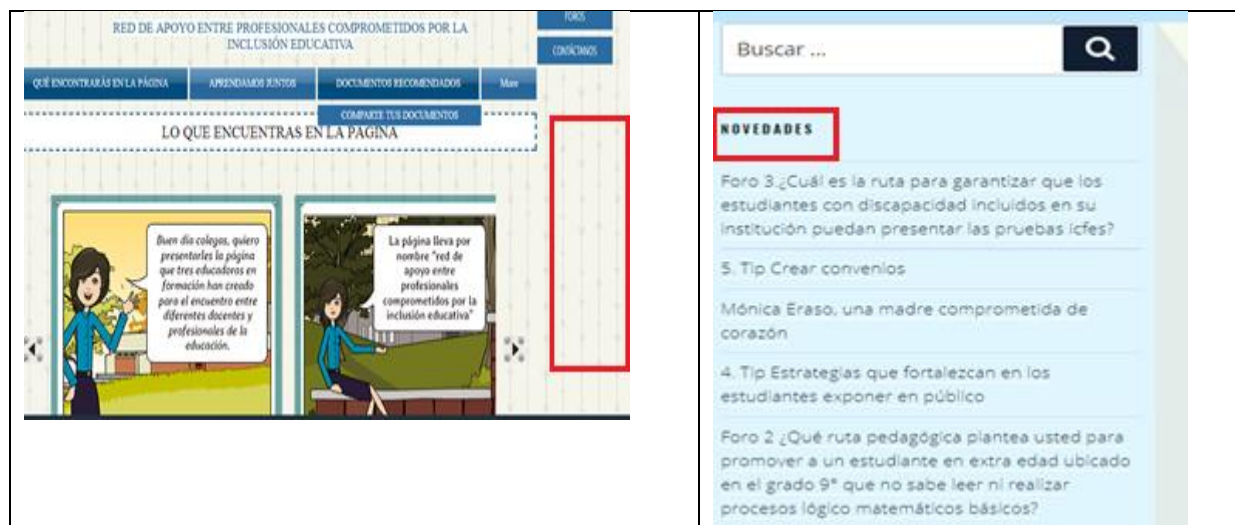 RED DE APOYO ENTRE PROFESIONALES COMPROMETIDOS POR LA
INCLUSIÓN EDUCATIVA
FOROS
CONTÁCTANOS
QUÉ ENCONTRARÁS EN LA PÁGINA
APRENDAMOS JUNTOS
DOCUMENTOS RECOMENDADOS
More
COMPARTE TUS DOCUMENTOS
LO QUE ENCUENTRAS EN LA PAGINA
Buen día colegas, quiero
presentarles la página
que tres educadoras en
formación han creado
para el encuentro entre
diferentes docentes y
profesionales de la
educación.
La página lleva por
nombre "red de
apoyo entre
profesionales
comprometidos por la
inclusión educativa"
Buscar ...
NOVEDADES
Foro 3.¿Cuál es la ruta para garantizar que los
estudiantes con discapacidad incluidos en su
institución puedan presentar las pruebas icfes?
5. Tip Crear convenios
Mónica Eraso, una madre comprometida de
corazón
4. Tip Estrategias que fortalezcan en los
estudiantes exponer en público
Foro 2 ¿Qué ruta pedagógica plantea usted para
promover a un estudiante en extra edad ubicado
en el grado 9° que no sabe leer ni realizar
procesos lógico matemáticos básicos?